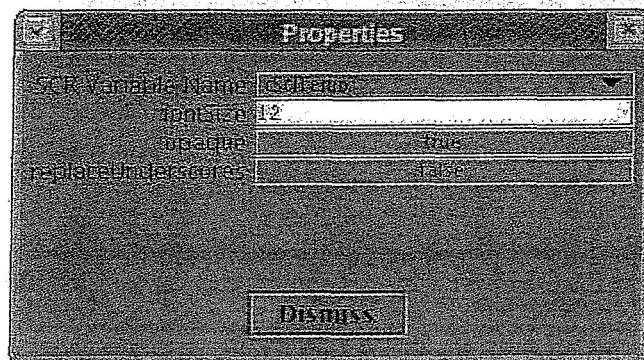 Properties
SCR Variable Name
fontsize 12
opaque true
replaceUnderscores false
Dismiss